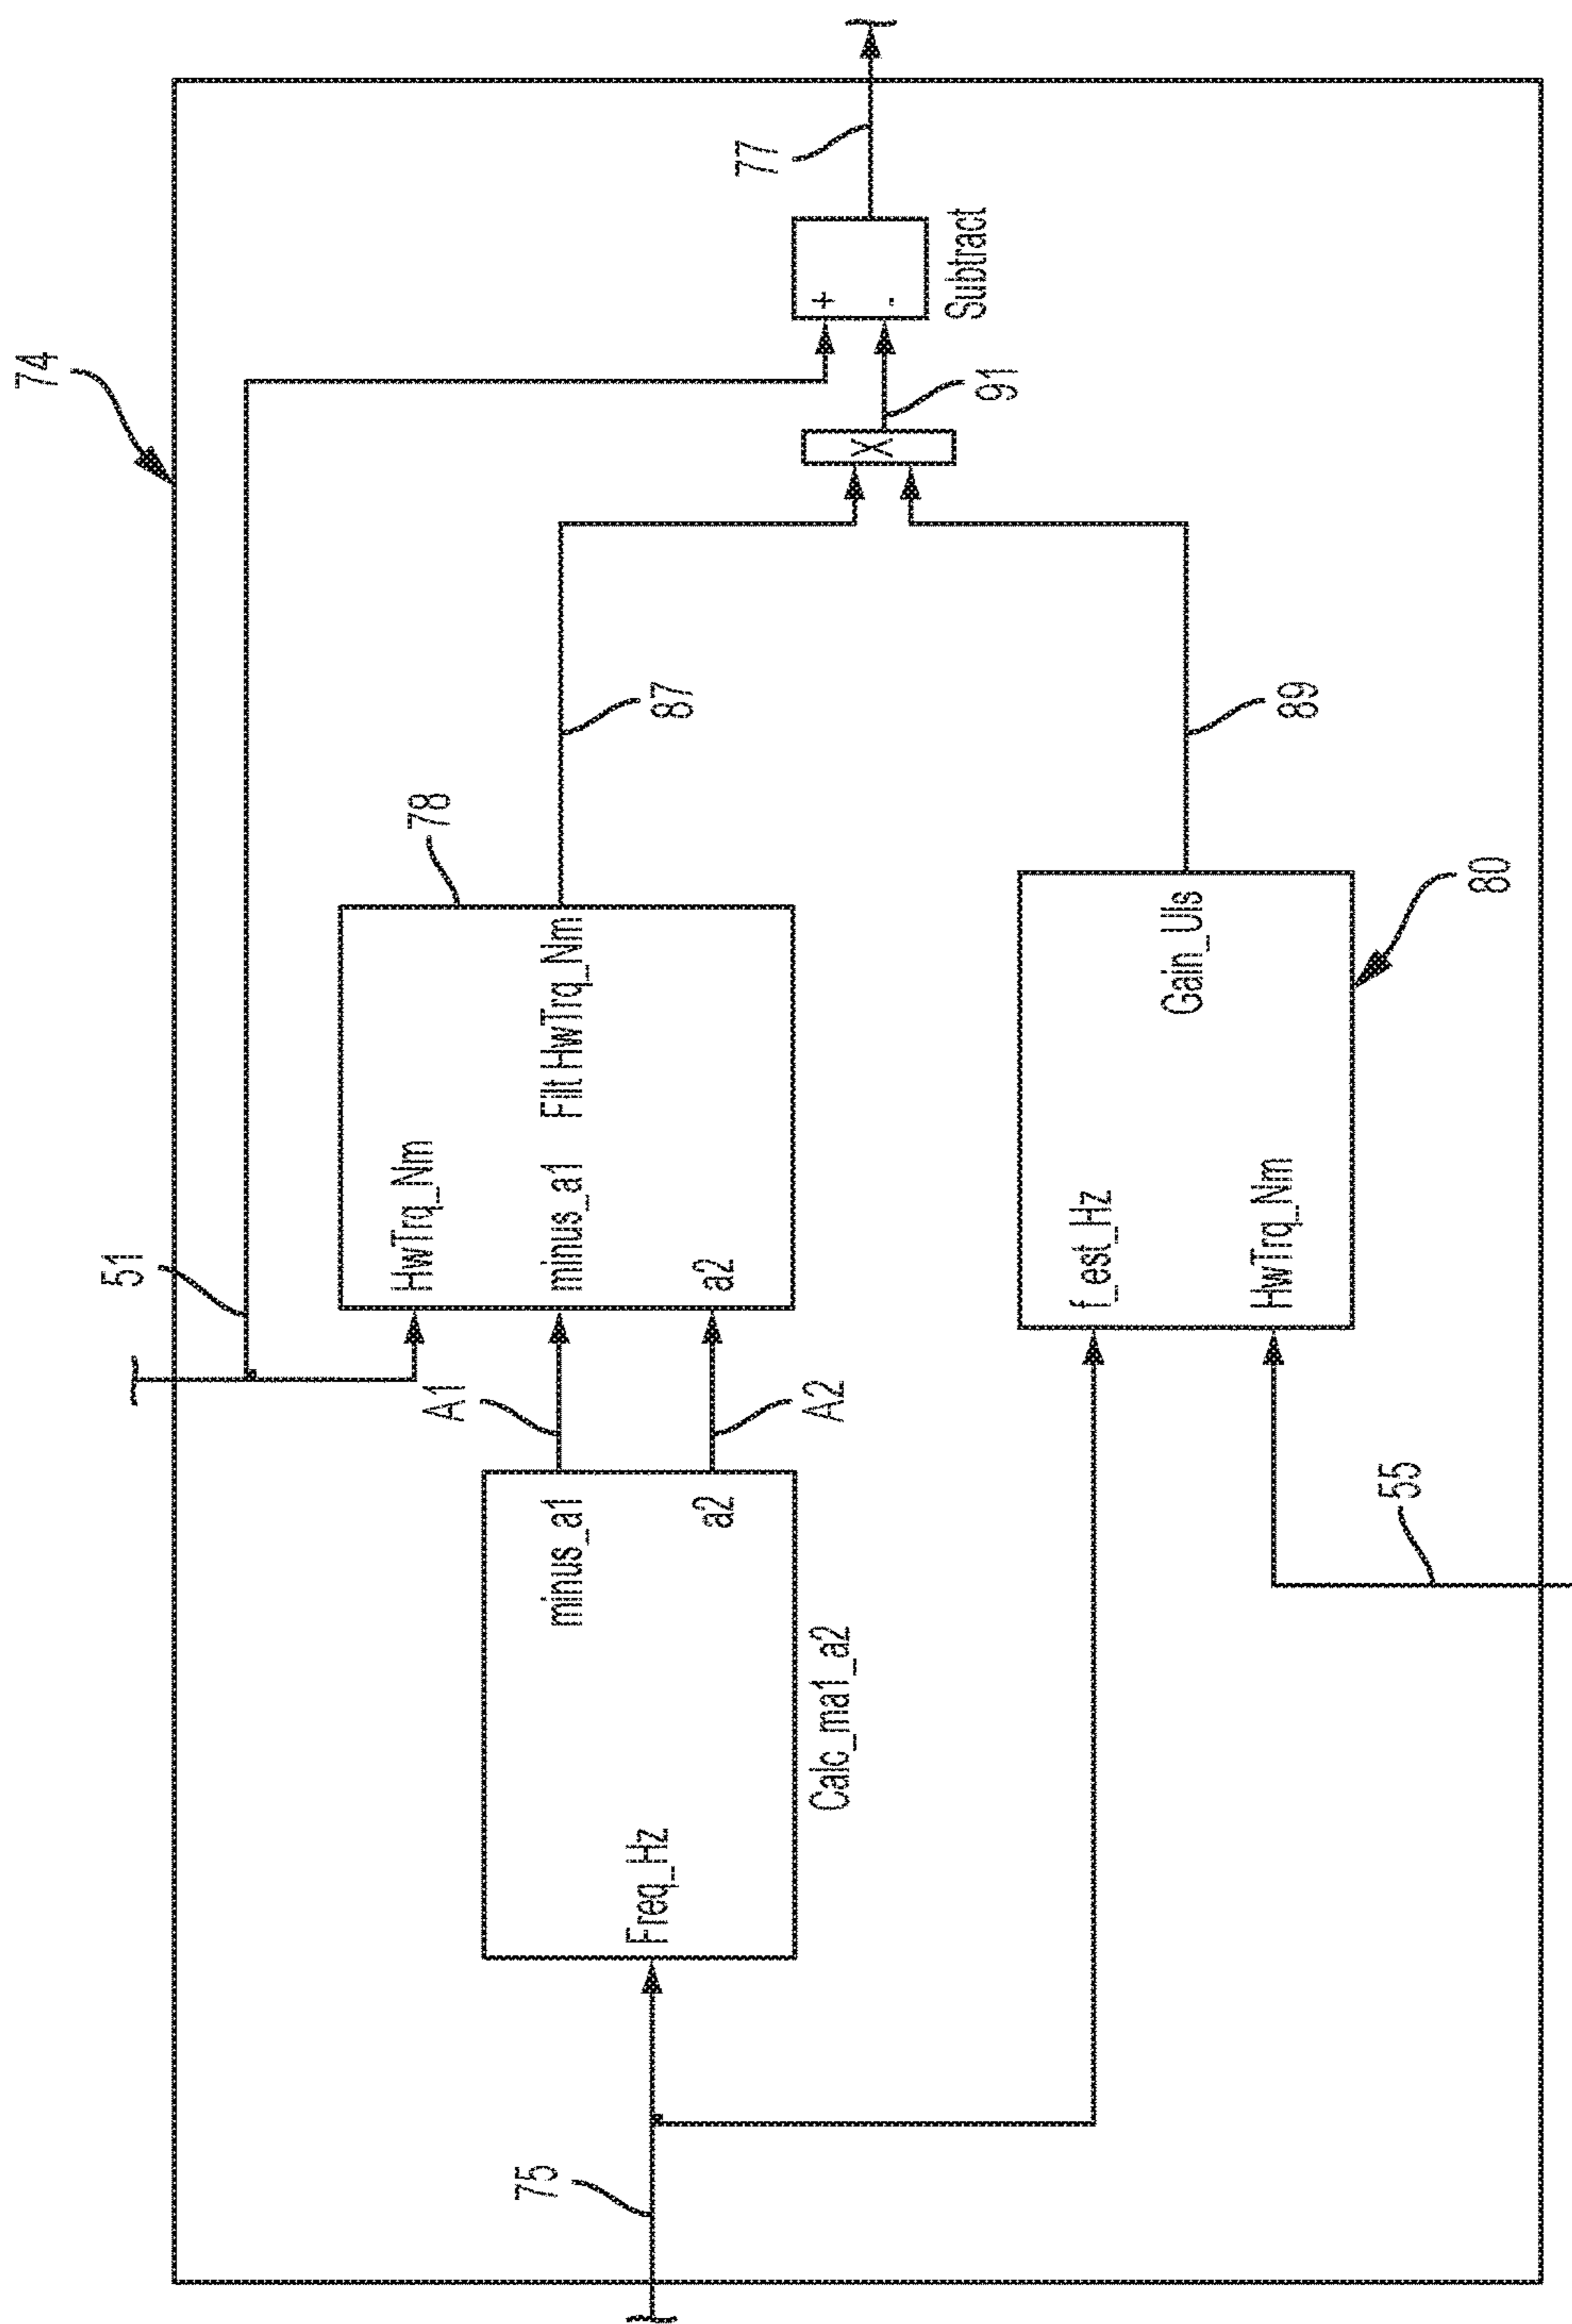 74
51
77
HwTrq_Nm
minus_a1
a2
Filt HwTrq_Nm
78
87
+
-
Subtract
X
91
A1
A2
75
Freq_Hz
minus_a1
a2
Calc_ma1_a2
f_est_Hz
HwTrq_Nm
Gain_Uls
89
80
55